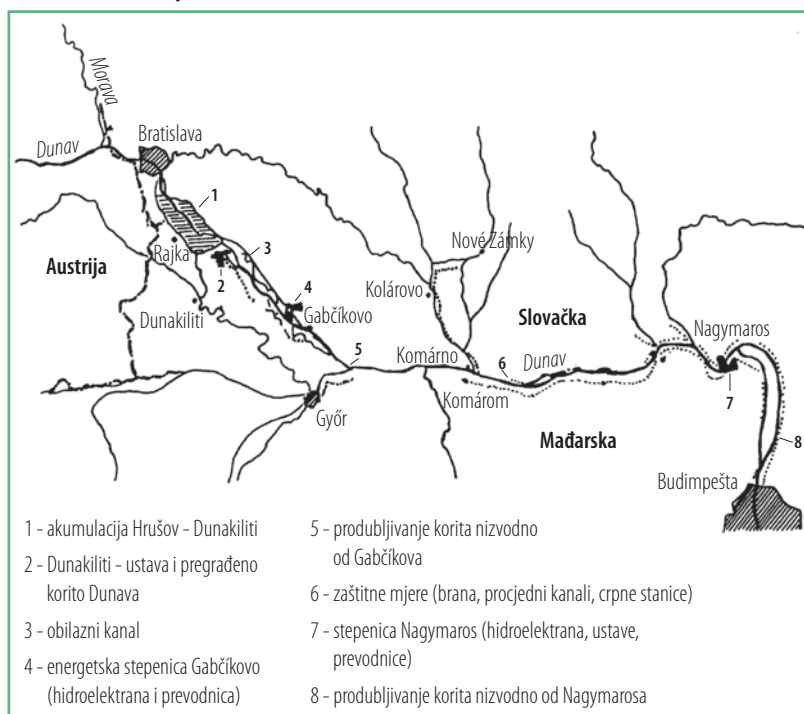 Morava
Bratislava
Dunav
1
Rajka
3
Nové Zámky
Austrija
2
4
Kolárovo
Dunakiliti
Gabčíkovo
Slovačka
Nagymaros
5
Komárno
6
Dunav
Komárom
7
Győr
Mađarska
8
Budimpešta
1 - akumulacija Hrušov - Dunakiliti
2 - Dunakiliti - ustava i pregrađeno
korito Dunava
3 - obilazni kanal
4 - energetska stepenica Gabčíkovo
(hidroelektrana i prevodnica)
5 - produbljivanje korita nizvodno
od Gabčíkova
6 - zaštitne mjere (brana, procjedni kanali, crpne stanice)
7 - stepenica Nagymaros (hidroelektrana, ustave,
prevodnice)
8 - produbljivanje korita nizvodno od Nagymarosa